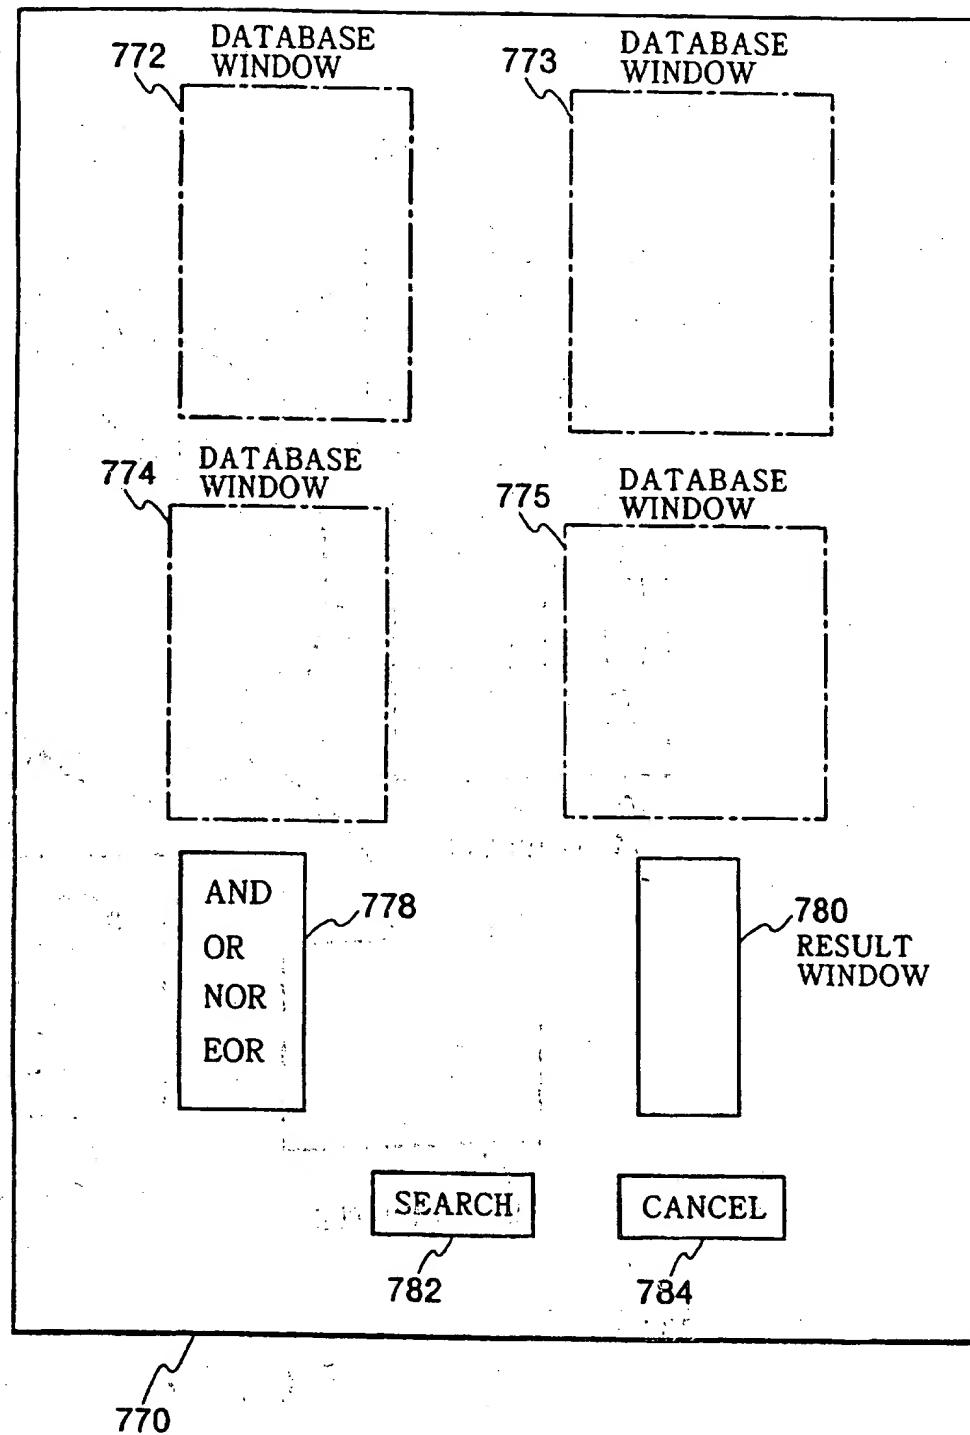 772
DATABASE
WINDOW
773
DATABASE
WINDOW
774
DATABASE
WINDOW
775
DATABASE
WINDOW
AND
OR
NOR
EOR
778
780
RESULT
WINDOW
SEARCH
CANCEL
782
784
770